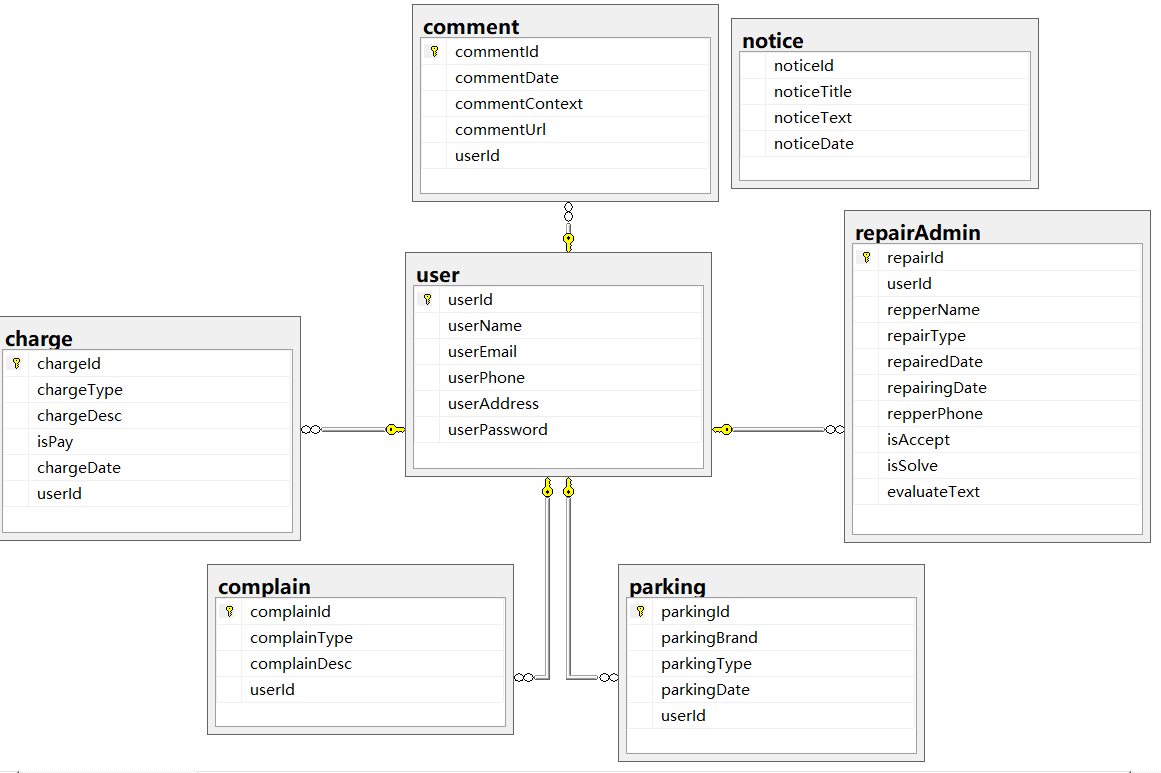 comment
commentId
commentDate
commentContext
commentUrl
userId
notice
noticeId
noticeTitle
noticeText
noticeDate
repairAdmin
repairId
userId
repperName
repairType
repairedDate
repairingDate
repperPhone
isAccept
isSolve
evaluateText
user
userId
userName
userEmail
userPhone
userAddress
userPassword
charge
chargeId
chargeType
chargeDesc
isPay
chargeDate
userId
complain
complainId
complainType
complainDesc
userId
parking
parkingId
parkingBrand
parkingType
parkingDate
userId